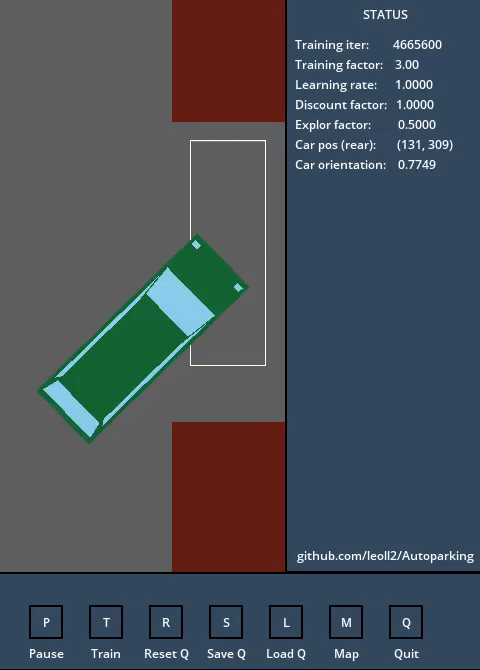 STATUS
Training iter: 4665600
Training factor: 3.00
Learning rate: 1.0000
Discount factor: 1.0000
Explor factor: 0.5000
Car pos (rear): (131, 309)
Car orientation: 0.7749
github.com/leoll2/Autoparking
P T R S L M Q
Pause Train Reset Q Save Q Load Q Map Quit